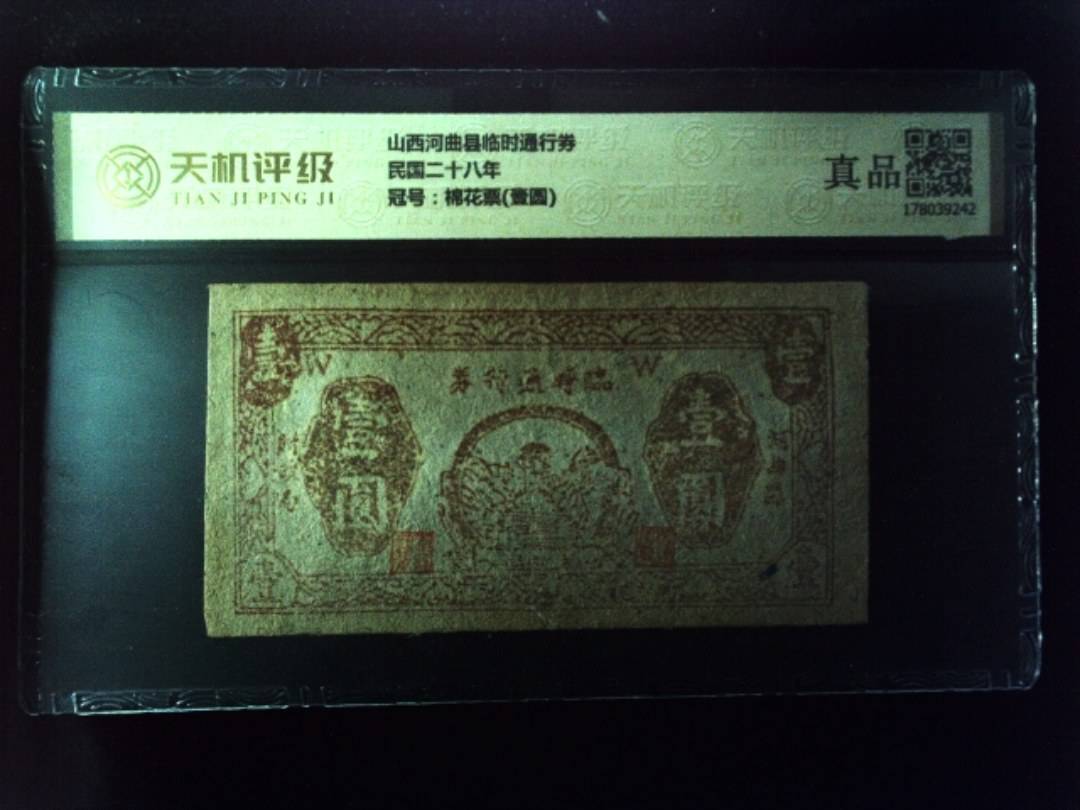 天机评级
TIAN JI PING JI
山西河曲县临时通行券
民国二十八年
冠号：棉花票(壹圆)
真品
178039242
壹
壹
W
W
券行通時臨
壹圓
壹圓
壹
壹